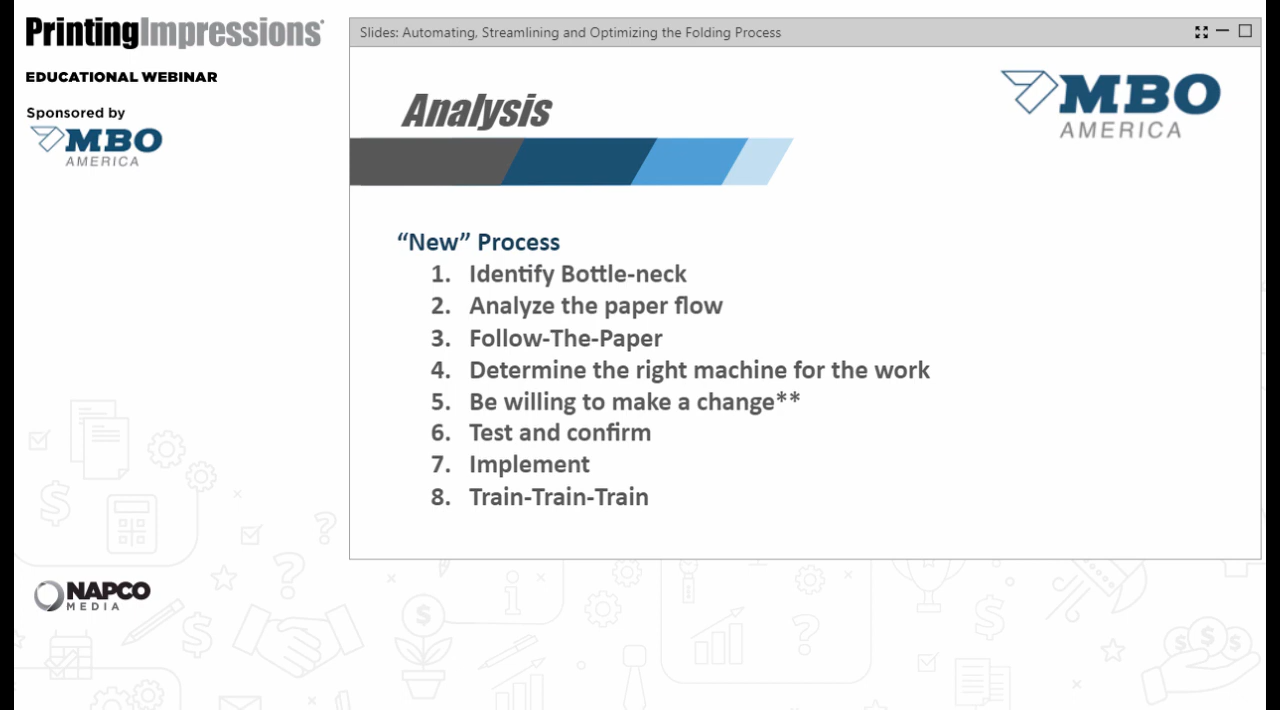 PrintingImpressions®
EDUCATIONAL WEBINAR
Sponsored by
MBO
AMERICA
Slides: Automating, Streamlining and Optimizing the Folding Process
Analysis
MBO
AMERICA
“New” Process
1. Identify Bottle-neck
2. Analyze the paper flow
3. Follow-The-Paper
4. Determine the right machine for the work
5. Be willing to make a change**
6. Test and confirm
7. Implement
8. Train-Train-Train
NAPCO
MEDIA